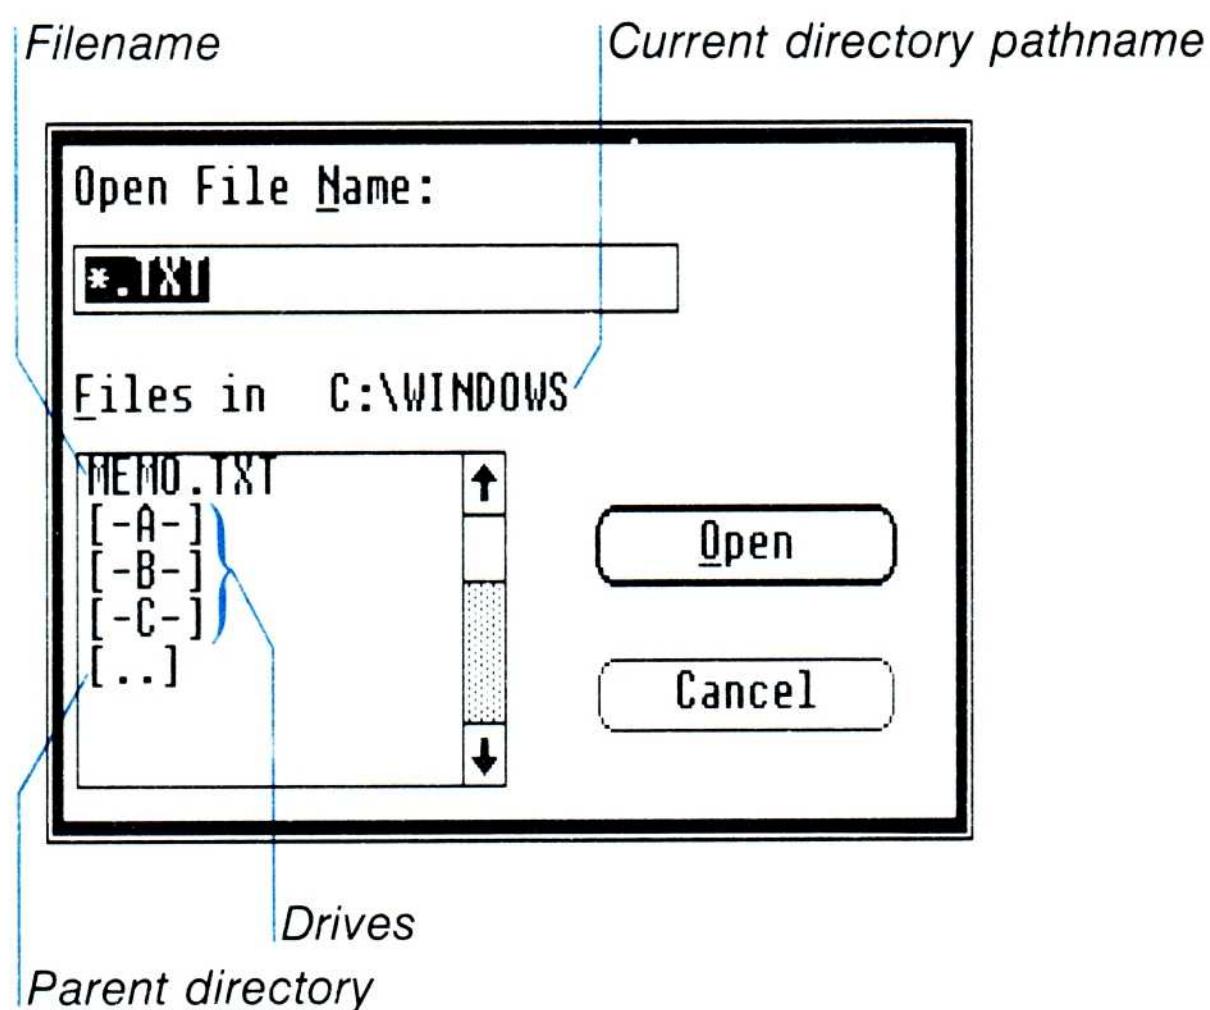 Filename
Current directory pathname
Open File Name:
*.TXT
Files in C:\WINDOWS
MEMO.TXT
[-A-]
[-B-]
[-C-]
[..]
Open
Cancel
Drives
Parent directory